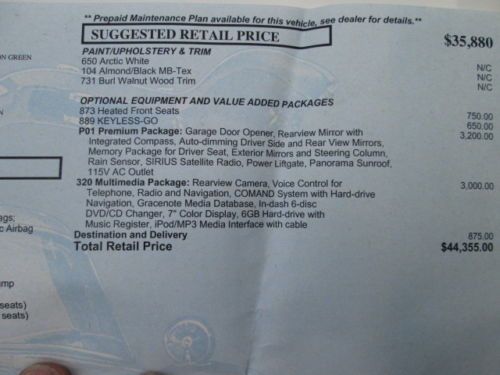 ** Prepaid Maintenance Plan available for this vehicle, see dealer for details.**
SUGGESTED RETAIL PRICE $35,880
PAINT/UPHOLSTERY & TRIM
650 Arctic White N/C
104 Almond/Black MB-Tex N/C
731 Burl Walnut Wood Trim N/C
OPTIONAL EQUIPMENT AND VALUE ADDED PACKAGES
873 Heated Front Seats 750.00
889 KEYLESS-GO 650.00
P01 Premium Package: Garage Door Opener, Rearview Mirror with 3,200.00
Integrated Compass, Auto-dimming Driver Side and Rear View Mirrors,
Memory Package for Driver Seat, Exterior Mirrors and Steering Column,
Rain Sensor, SIRIUS Satellite Radio, Power Liftgate, Panorama Sunroof,
115V AC Outlet
320 Multimedia Package: Rearview Camera, Voice Control for 3,000.00
Telephone, Radio and Navigation, COMAND System with Hard-drive
Navigation, Gracenote Media Database, In-dash 6-disc
DVD/CD Changer, 7" Color Display, 6GB Hard-drive with
Music Register, iPod/MP3 Media Interface with cable
Destination and Delivery 875.00
Total Retail Price $44,355.00
ON GREEN
ags;
c Airbag
mp
seats)
seats)